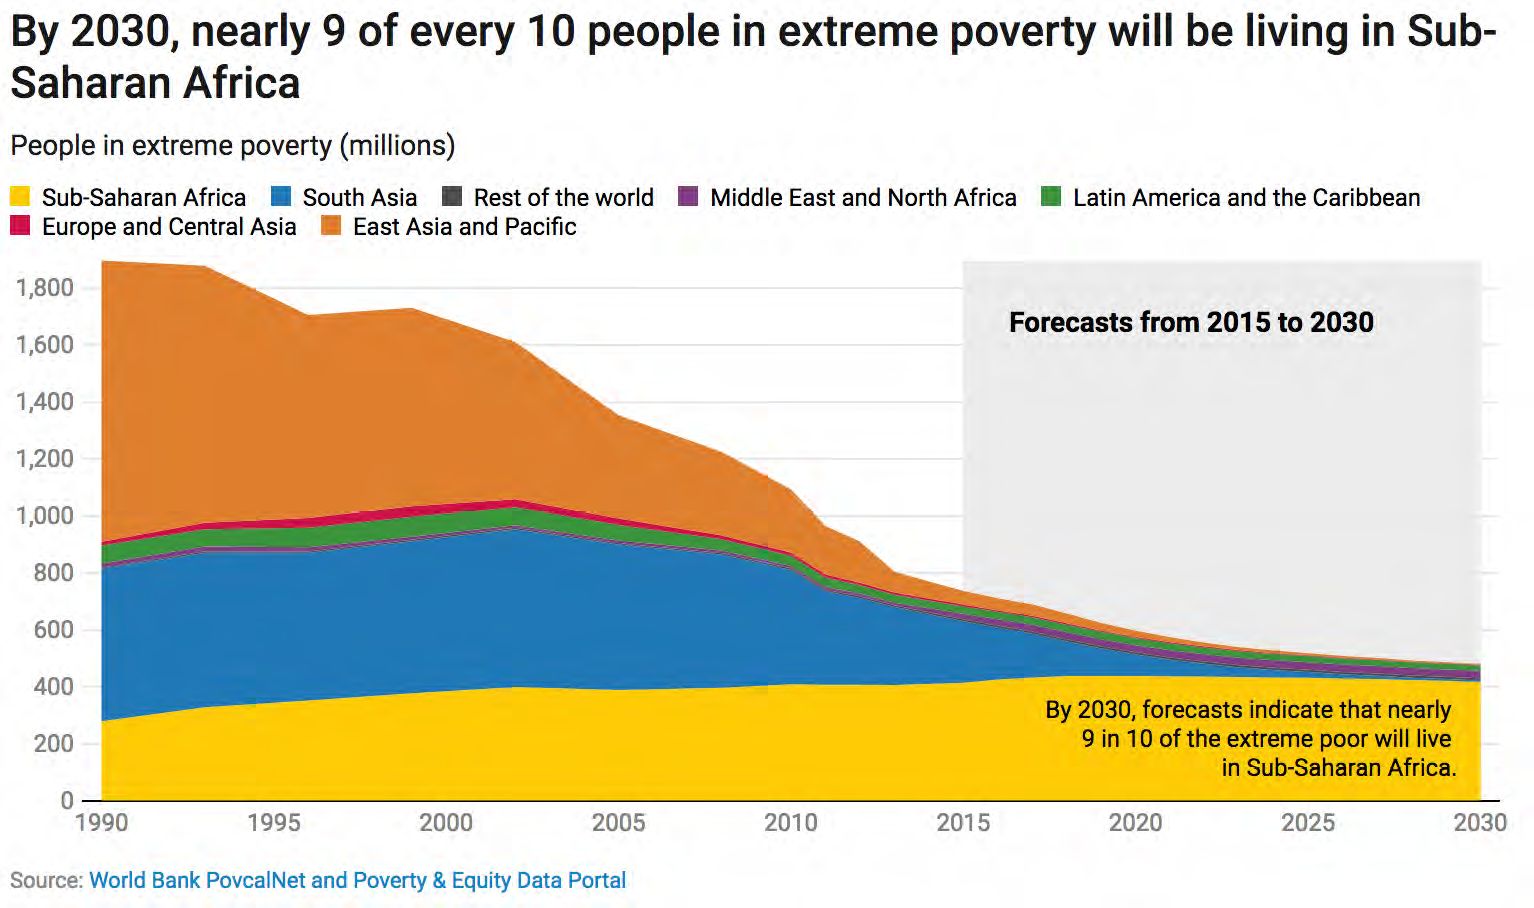 By 2030, nearly 9 of every 10 people in extreme poverty will be living in Sub-
Saharan Africa
People in extreme poverty (millions)
Sub-Saharan Africa South Asia Rest of the world Middle East and North Africa Latin America and the Caribbean
Europe and Central Asia East Asia and Pacific
1,800
Forecasts from 2015 to 2030
1,600
1,400
1,200
1,000
800
600
400
By 2030, forecasts indicate that nearly
9 in 10 of the extreme poor will live
in Sub-Saharan Africa.
200
0
1990 1995 2000 2005 2010 2015 2020 2025 2030
Source: World Bank PovcalNet and Poverty & Equity Data Portal